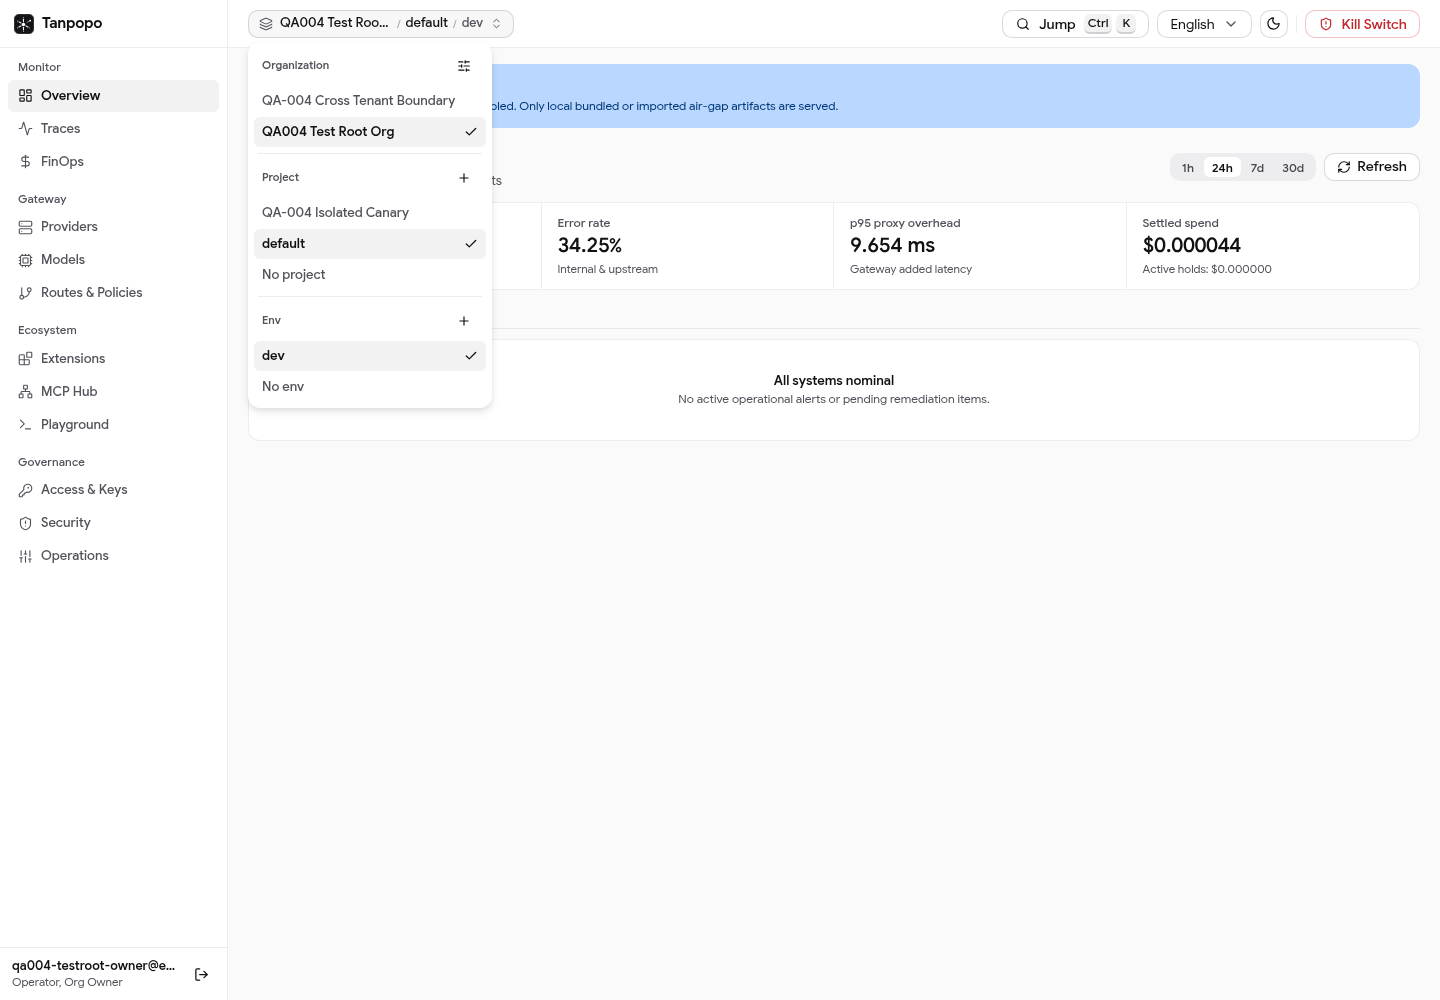 Tanpopo
QA004 Test Roo... / default / dev
Jump Ctrl K
English
Kill Switch
Monitor
Overview
Traces
FinOps
Gateway
Providers
Models
Routes & Policies
Ecosystem
Extensions
MCP Hub
Playground
Governance
Access & Keys
Security
Operations
qa004-testroot-owner@e...
Operator, Org Owner
Organization
QA-004 Cross Tenant Boundary
QA004 Test Root Org
Project
QA-004 Isolated Canary
default
No project
Env
dev
No env
Only local bundled or imported air-gap artifacts are served.
1h 24h 7d 30d
Refresh
Error rate
34.25%
Internal & upstream
p95 proxy overhead
9.654 ms
Gateway added latency
Settled spend
$0.000044
Active holds: $0.000000
All systems nominal
No active operational alerts or pending remediation items.